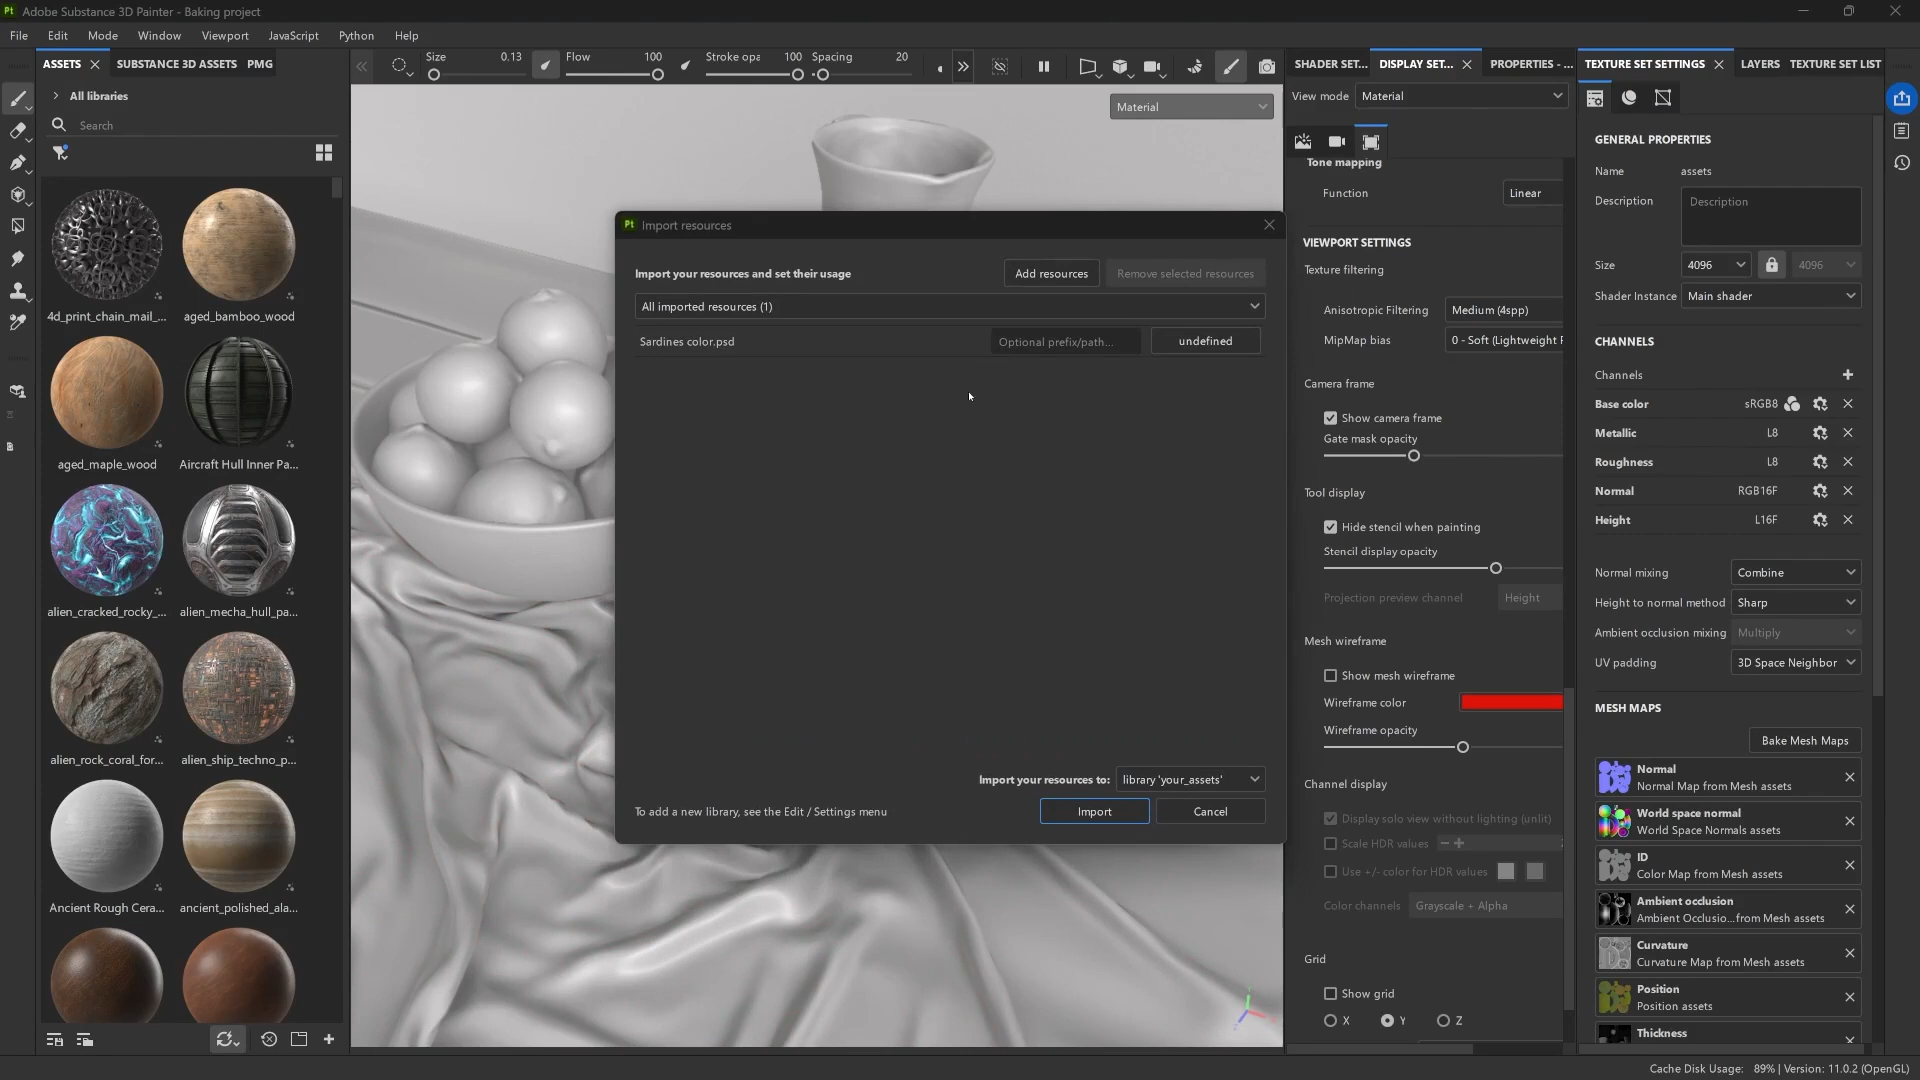 Pt Adobe Substance 3D Painter - Baking project
File Edit Mode Window Viewport JavaScript Python Help
ASSETS SUBSTANCE 3D ASSETS PNG
All libraries
Search
4d_print_chain_mail_... aged_bamboo_wood
aged_maple_wood Aircraft Hull Inner Pa...
alien_cracked_rocky_... alien_mecha_hull_pa...
alien_rock_coral_for... alien_ship_techno_p...
Ancient Rough Cera... ancient_polished_ala...
Size 0.13 Flow 100 Stroke opa 100 Spacing 20
Material
Pt Import resources
Import your resources and set their usage Add resources Remove selected resources
All imported resources (1)
Sardines color.psd Optional prefix/path... undefined
Import your resources to: library 'your_assets'
To add a new library, see the Edit / Settings menu Import Cancel
SHADER SET... DISPLAY SET... PROPERTIES - ...
View mode Material
Tone mapping
Function Linear
VIEWPORT SETTINGS
Texture filtering
Anisotropic Filtering Medium (4spp)
MipMap bias 0 - Soft (Lightweight
Camera frame
Show camera frame
Gate mask opacity
Tool display
Hide stencil when painting
Stencil display opacity
Projection preview channel Height
Mesh wireframe
Show mesh wireframe
Wireframe color
Wireframe opacity
Channel display
Display solo view without lighting (unlit)
Scale HDR values
Use +/- color for HDR values
Color channels Grayscale + Alpha
Grid
Show grid
X Y Z
TEXTURE SET SETTINGS LAYERS TEXTURE SET LIST
GENERAL PROPERTIES
Name assets
Description Description
Size 4096 4096
Shader Instance Main shader
CHANNELS
Channels
Base color sRGB8
Metallic L8
Roughness L8
Normal RGB16F
Height L16F
Normal mixing Combine
Height to normal method Sharp
Ambient occlusion mixing Multiply
UV padding 3D Space Neighbor
MESH MAPS
Bake Mesh Maps
Normal
Normal Map from Mesh assets
World space normal
World Space Normals assets
ID
Color Map from Mesh assets
Ambient occlusion
Ambient Occlusio...from Mesh assets
Curvature
Curvature Map from Mesh assets
Position
Position assets
Thickness
Cache Disk Usage: 89% | Version: 11.0.2 (OpenGL)